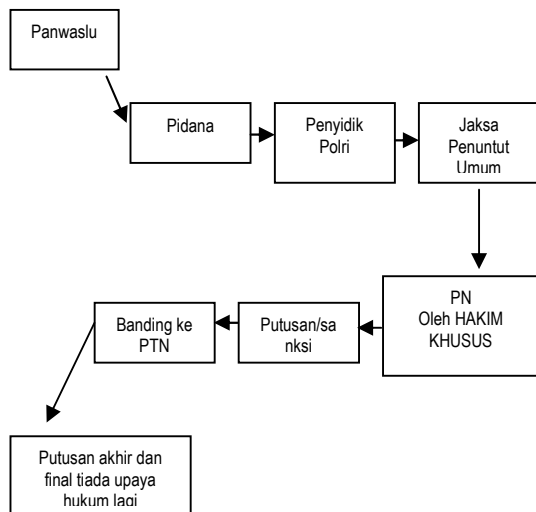 Panwaslu
Pidana
Penyidik
Polri
Jaksa
Penuntut
Umum
PN
Oleh HAKIM
KHUSUS
Putusan/sa
nksi
Banding ke
PTN
Putusan akhir dan
final tiada upaya
hukum lagi